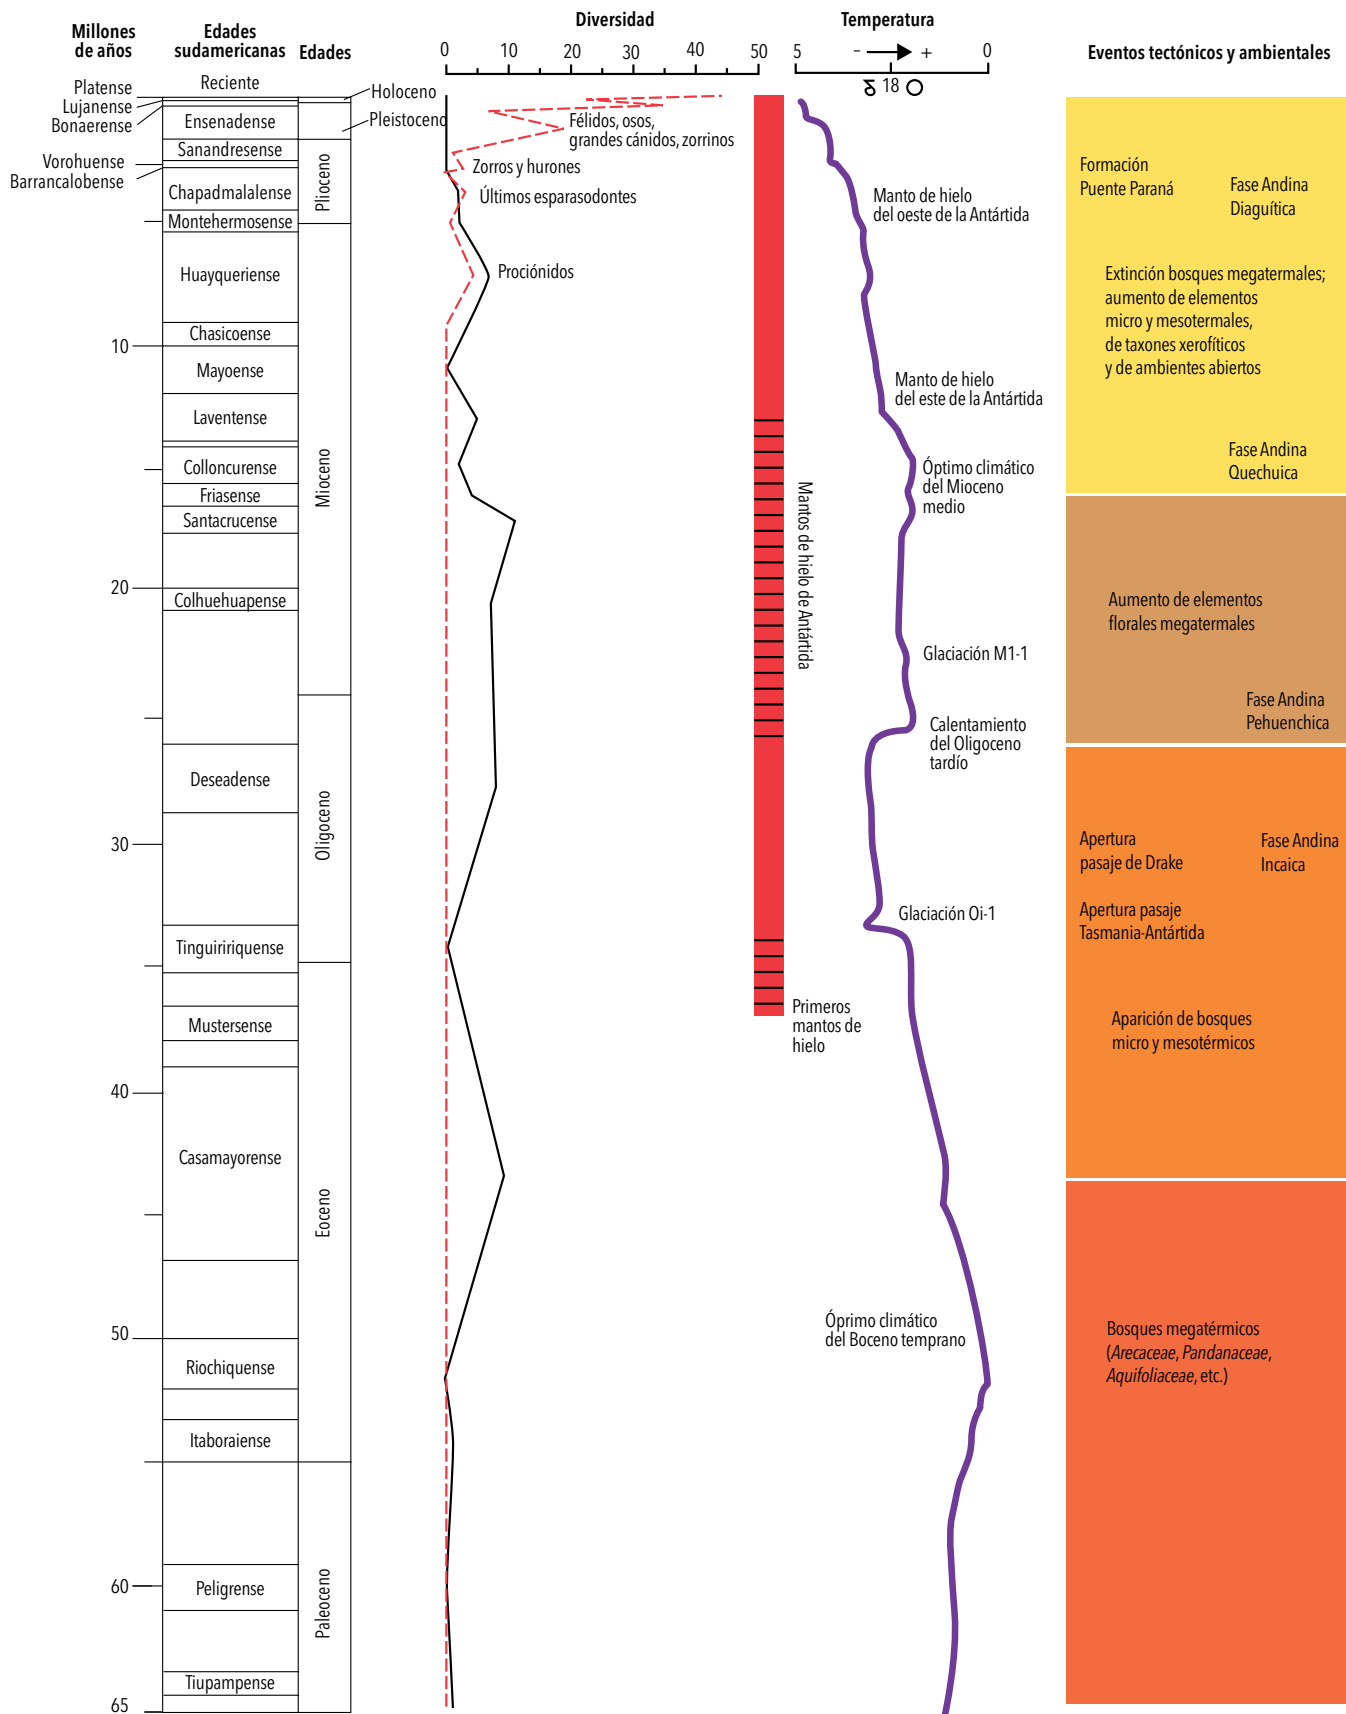 Millones
de años
Edades
sudamericanas
Edades
Diversidad
0
10
20
30
40
50
Temperatura
5
- +
0
δ 18 O
Eventos tectónicos y ambientales
Platense
Lujanense
Bonaerense
Vorohuense
Barrancalobense
10
20
30
40
50
60
65
Reciente
Ensenadense
Sanandresense
Chapadmalalense
Montehermosense
Huayqueriense
Chasicoense
Mayoense
Laventense
Colloncurense
Friasense
Santacrucense
Colhuehuapense
Deseadense
Tinguiririquense
Mustersense
Casamayorense
Riochiquense
Itaboraiense
Peligrense
Tiupampense
Holoceno
Pleistoceno
Plioceno
Mioceno
Oligoceno
Eoceno
Paleoceno
Félidos, osos,
grandes cánidos, zorrinos
Zorros y hurones
Últimos esparasodontes
Prociónidos
Mantos de hielo de Antártida
Primeros
mantos de
hielo
Manto de hielo
del oeste de la Antártida
Manto de hielo
del este de la Antártida
Óptimo climático
del Mioceno
medio
Glaciación M1-1
Calentamiento
del Oligoceno
tardío
Glaciación Oi-1
Óprimo climático
del Boceno temprano
Formación
Puente Paraná
Fase Andina
Diaguítica
Extinción bosques megatermales;
aumento de elementos
micro y mesotermales,
de taxones xerofíticos
y de ambientes abiertos
Fase Andina
Quechuica
Aumento de elementos
florales megatermales
Fase Andina
Pehuenchica
Apertura
pasaje de Drake
Fase Andina
Incaica
Apertura pasaje
Tasmania-Antártida
Aparición de bosques
micro y mesotérmicos
Bosques megatérmicos
(Arecaceae, Pandanaceae,
Aquifoliaceae, etc.)